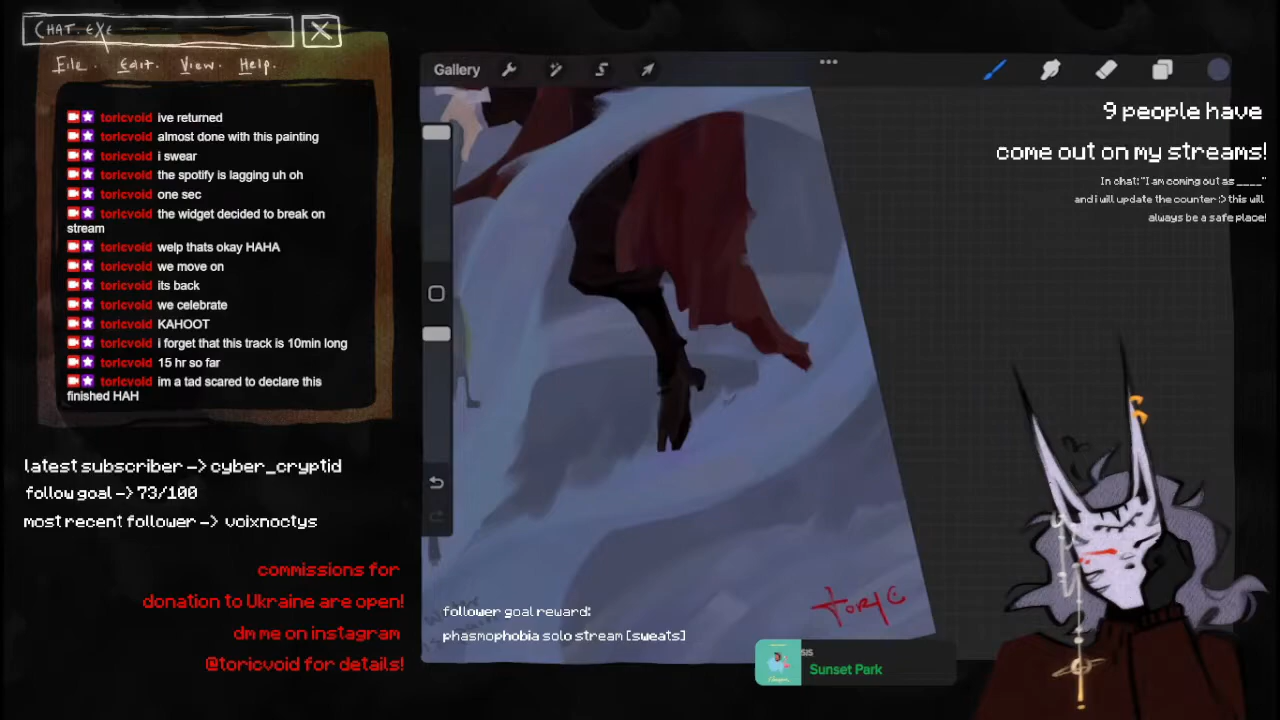 CHAT.EXE
File. Edit. View. Help.
toricvoid ive returned
toricvoid almost done with this painting
toricvoid i swear
toricvoid the spotify is lagging uh oh
toricvoid one sec
toricvoid the widget decided to break on
stream
toricvoid welp thats okay HAHA
toricvoid we move on
toricvoid its back
toricvoid we celebrate
toricvoid KAHOOT
toricvoid i forget that this track is 10min long
toricvoid 15 hr so far
toricvoid im a tad scared to declare this
finished HAH
latest subscriber -> cyber_cryptid
follow goal -> 73/100
most recent follower -> voixnoctys
commissions for
donation to Ukraine are open!
dm me on instagram
@toricvoid for details!
Gallery
9 people have
come out on my streams!
In chat: "I am coming out as ____"
and i will update the counter :> this will
always be a safe place!
follower goal reward:
phasmophobia solo stream [sweats]
TORIC
SIS
Sunset Park